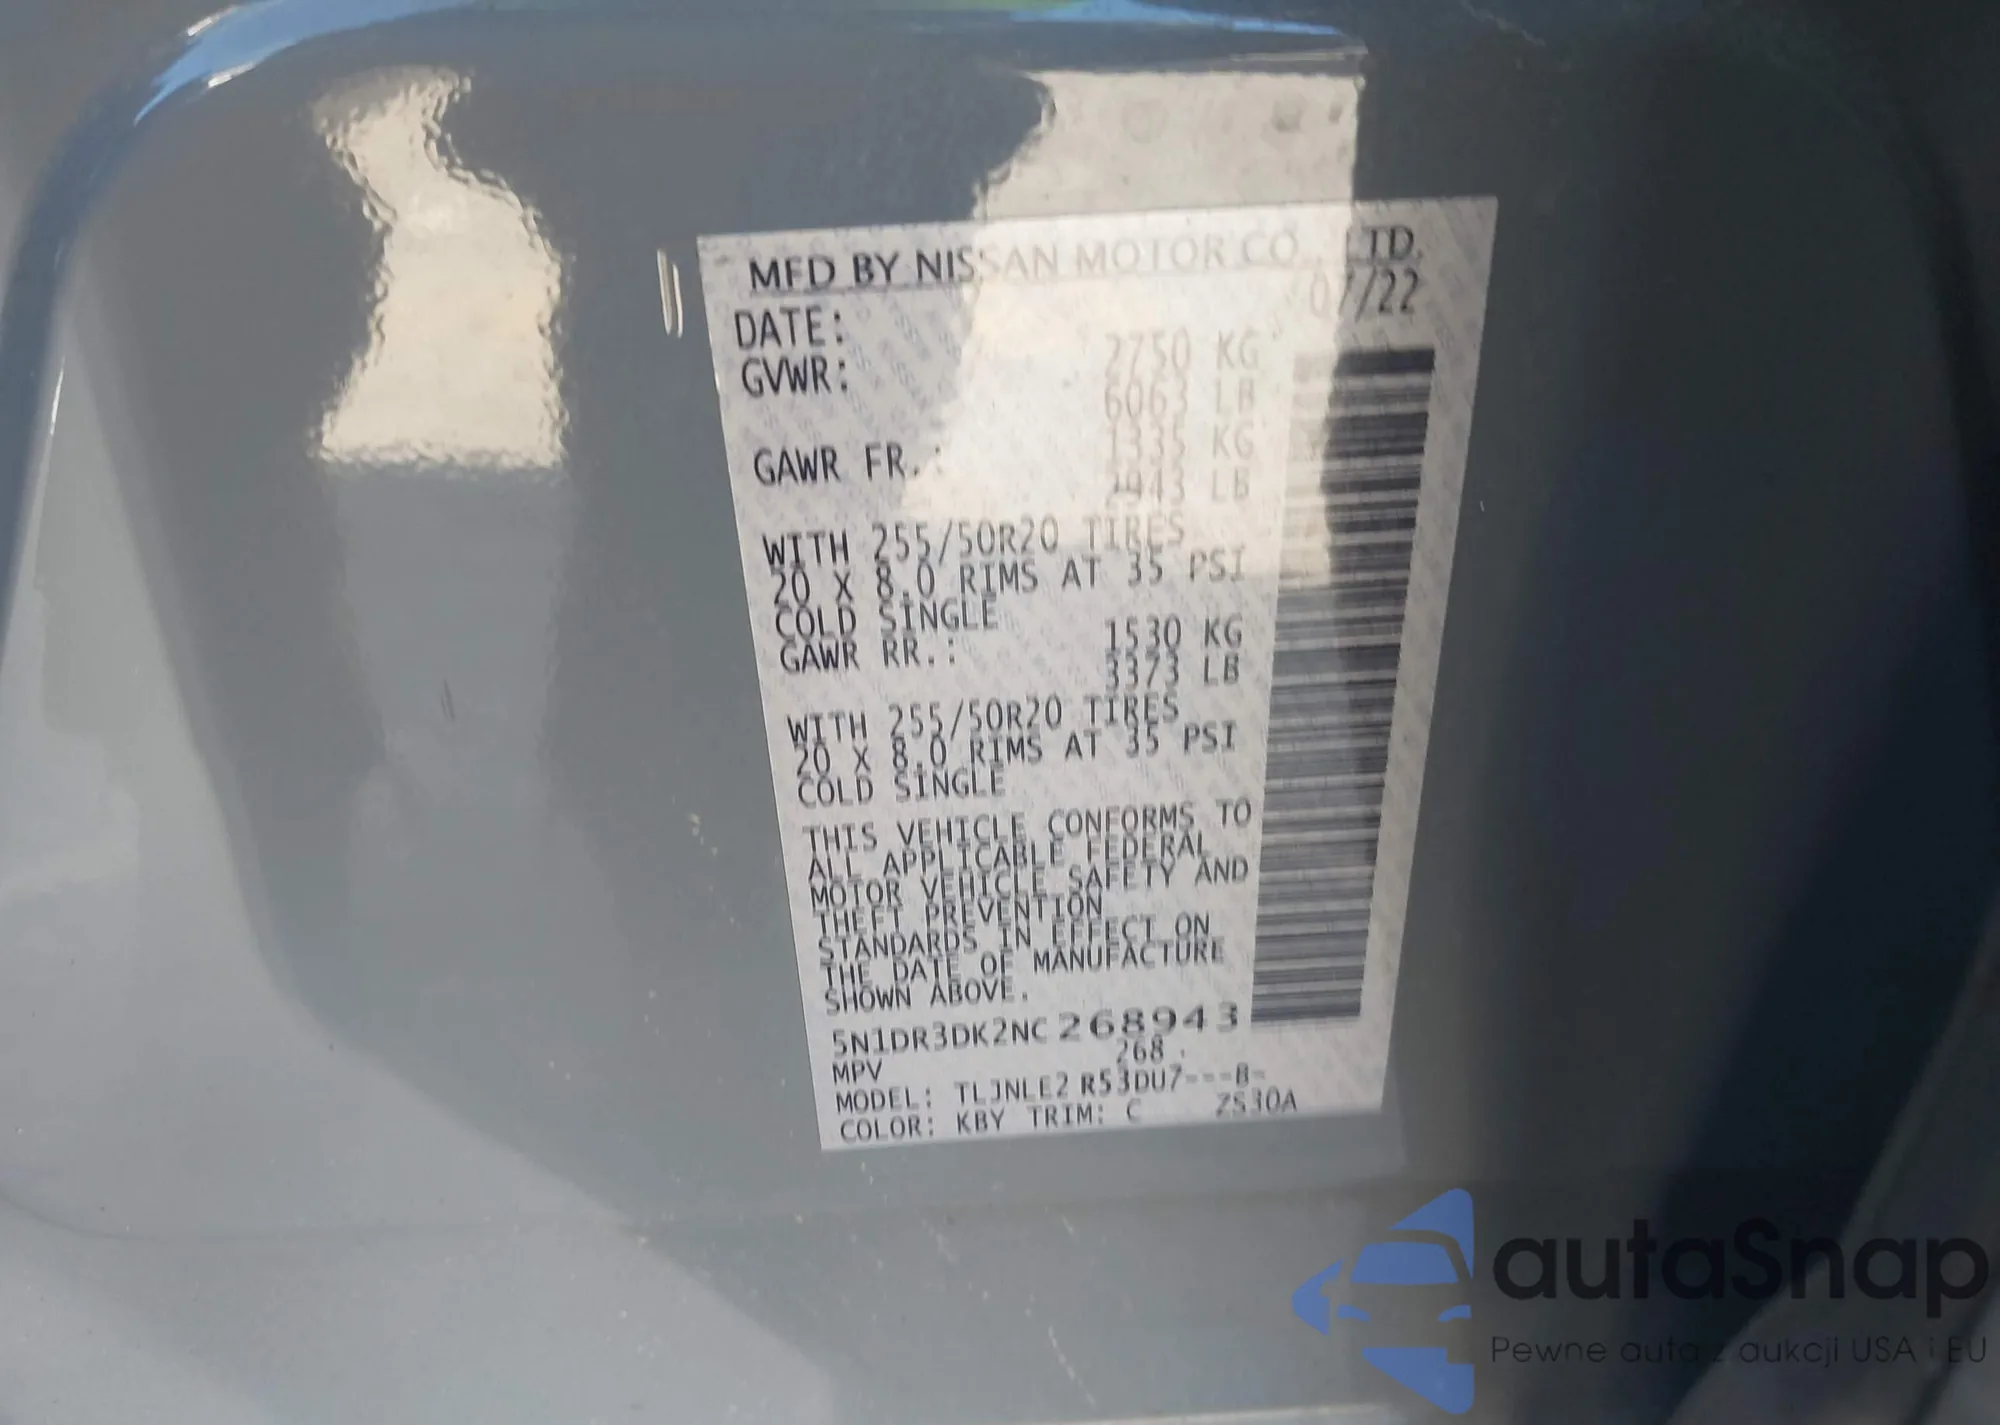 MFD BY NISSAN MOTOR CO., LTD.
DATE: 07/22
GVWR: 2750 KG
6063 LB
GAWR FR.: 1335 KG
2943 LB
WITH 255/50R20 TIRES
20 X 8.0 RIMS AT 35 PSI
COLD SINGLE
GAWR RR.: 1530 KG
3373 LB
WITH 255/50R20 TIRES
20 X 8.0 RIMS AT 35 PSI
COLD SINGLE
THIS VEHICLE CONFORMS TO
ALL APPLICABLE FEDERAL
MOTOR VEHICLE SAFETY AND
THEFT PREVENTION
STANDARDS IN EFFECT ON
THE DATE OF MANUFACTURE
SHOWN ABOVE.
5N1DR3DK2NC268943
MPV 268
MODEL: TLJNLE2 R53DU7---B-
COLOR: KBY TRIM: C ZS30A
autaSnap
Pewne auta z aukcji USA i EU